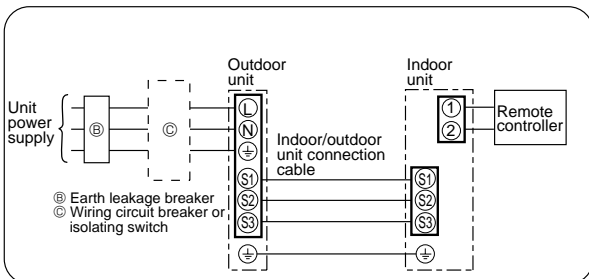 Outdoor
unit
Indoor
unit
Unit
power
supply
Ⓑ
Ⓒ
L
N
⏚
S1
S2
S3
⏚
Indoor/outdoor
unit connection
cable
1
2
S1
S2
S3
⏚
Remote
controller
Ⓑ Earth leakage breaker
Ⓒ Wiring circuit breaker or
isolating switch